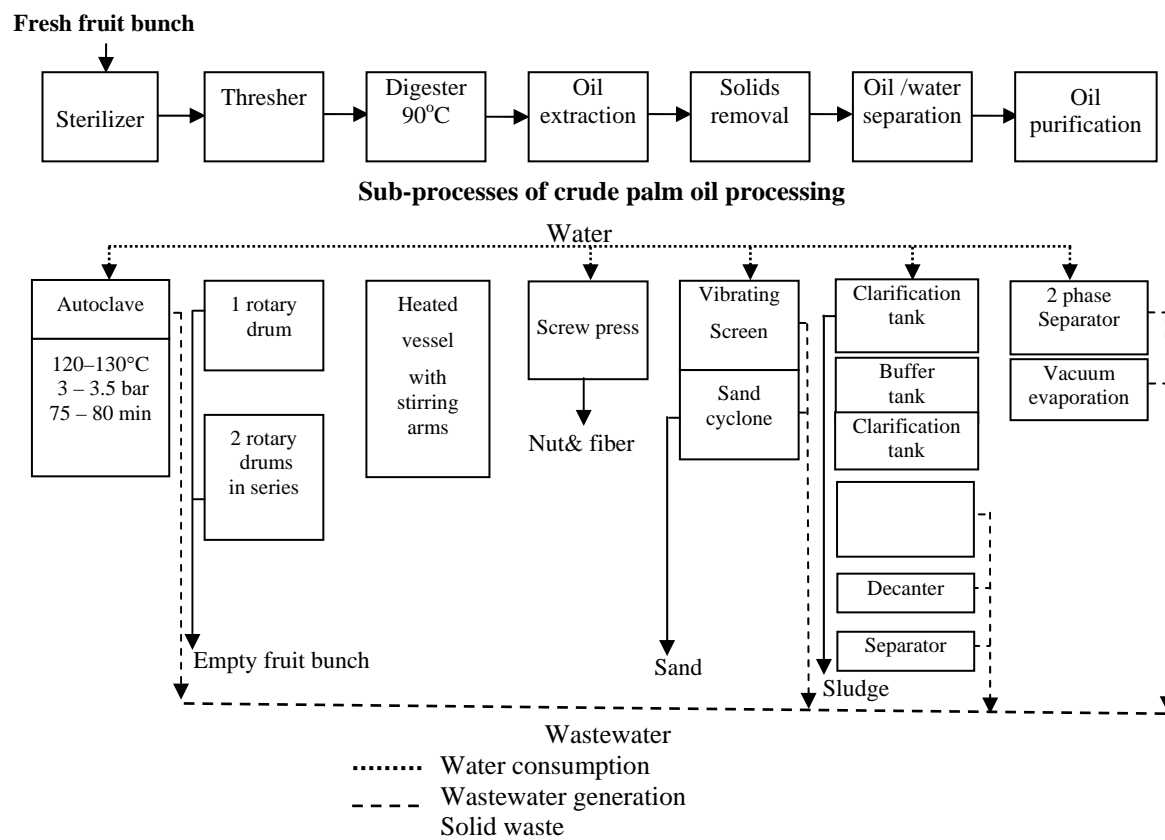 Fresh fruit bunch
Sterilizer
Thresher
Digester
90°C
Oil
extraction
Solids
removal
Oil /water
separation
Oil
purification
Sub-processes of crude palm oil processing
Water
Autoclave
120–130°C
3 – 3.5 bar
75 – 80 min
1 rotary
drum
2 rotary
drums
in series
Empty fruit bunch
Heated
vessel
with
stirring
arms
Screw press
Nut& fiber
Vibrating
Screen
Sand
cyclone
Sand
Clarification
tank
Buffer
tank
Clarification
tank
Decanter
Separator
Sludge
2 phase
Separator
Vacuum
evaporation
Wastewater
Water consumption
Wastewater generation
Solid waste